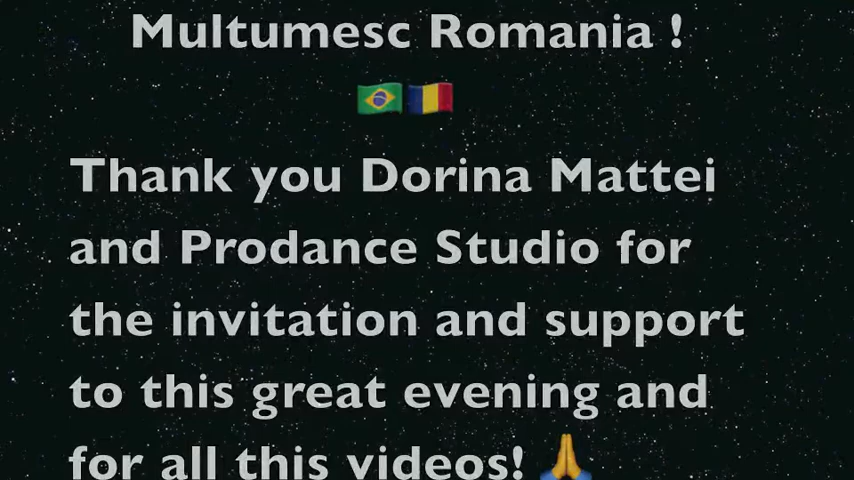 Multumesc Romania !
🇧🇷🇷🇴
Thank you Dorina Mattei
and Prodance Studio for
the invitation and support
to this great evening and
for all this videos! 🙏